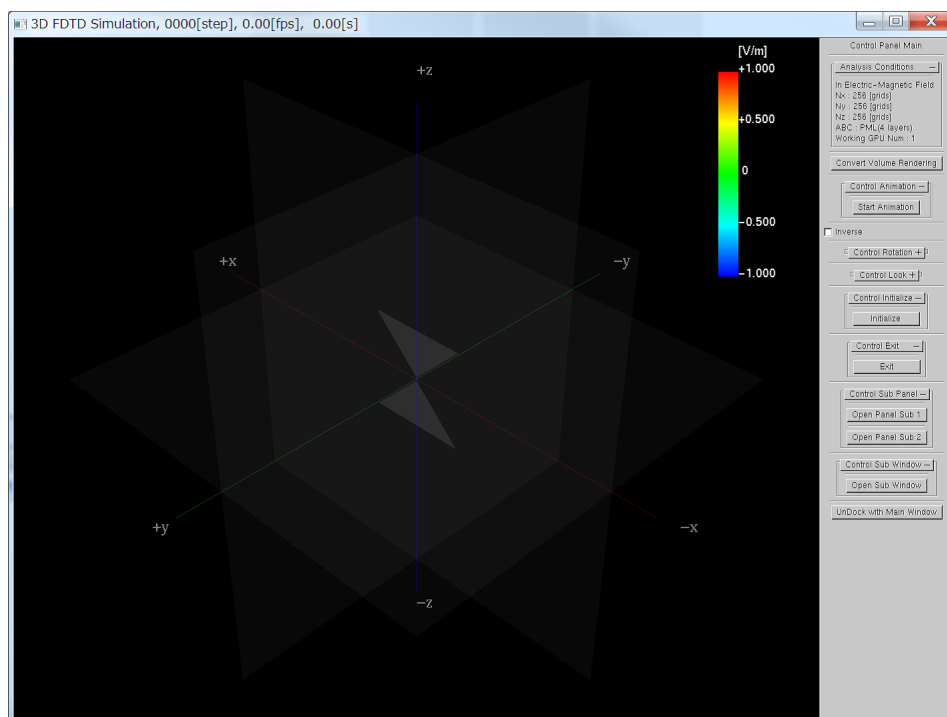 3D FDTD Simulation, 0000[step], 0.00[fps], 0.00[s]
[V/m]
+1.000
+0.500
0
-0.500
-1.000
+z
+x
-y
+y
-x
-z
Control Panel Main
Analysis Conditions
In Electric-Magnetic Field
Nx : 256 [grids]
Ny : 256 [grids]
Nz : 256 [grids]
ABC : PML(4 layers)
Working GPU Num : 1
Convert Volume Rendering
Control Animation
Start Animation
Inverse
Control Rotation
Control Look
Control Initialize
Initialize
Control Exit
Exit
Control Sub Panel
Open Panel Sub 1
Open Panel Sub 2
Control Sub Window
Open Sub Window
UnDock with Main Window